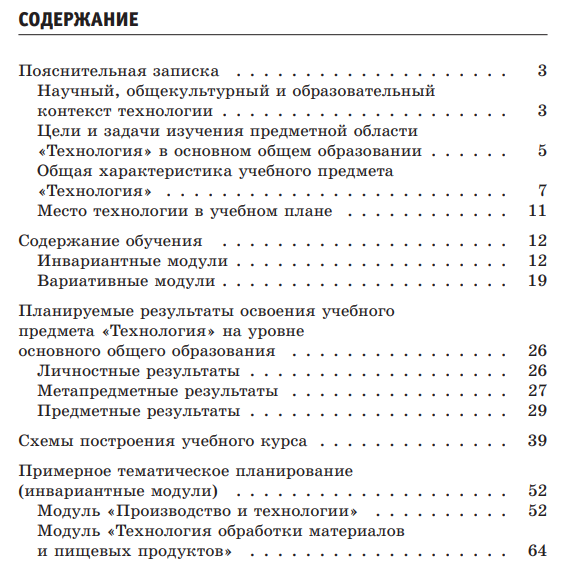 СОДЕРЖАНИЕ
Пояснительная записка . . . . . . . . . . . . . . . . . . . 3
Научный, общекультурный и образовательный
контекст технологии . . . . . . . . . . . . . . . . . . . . 3
Цели и задачи изучения предметной области
«Технология» в основном общем образовании . . . . . . 5
Общая характеристика учебного предмета
«Технология» . . . . . . . . . . . . . . . . . . . . . . . . 7
Место технологии в учебном плане . . . . . . . . . . . . 11
Содержание обучения . . . . . . . . . . . . . . . . . . . . 12
Инвариантные модули . . . . . . . . . . . . . . . . . . . 12
Вариативные модули . . . . . . . . . . . . . . . . . . . . 19
Планируемые результаты освоения учебного
предмета «Технология» на уровне
основного общего образования . . . . . . . . . . . . . . . 26
Личностные результаты . . . . . . . . . . . . . . . . . . 26
Метапредметные результаты . . . . . . . . . . . . . . . 27
Предметные результаты . . . . . . . . . . . . . . . . . . 29
Схемы построения учебного курса . . . . . . . . . . . . . 39
Примерное тематическое планирование
(инвариантные модули) . . . . . . . . . . . . . . . . . . . 52
Модуль «Производство и технологии» . . . . . . . . . . 52
Модуль «Технология обработки материалов
и пищевых продуктов» . . . . . . . . . . . . . . . . . . . 64